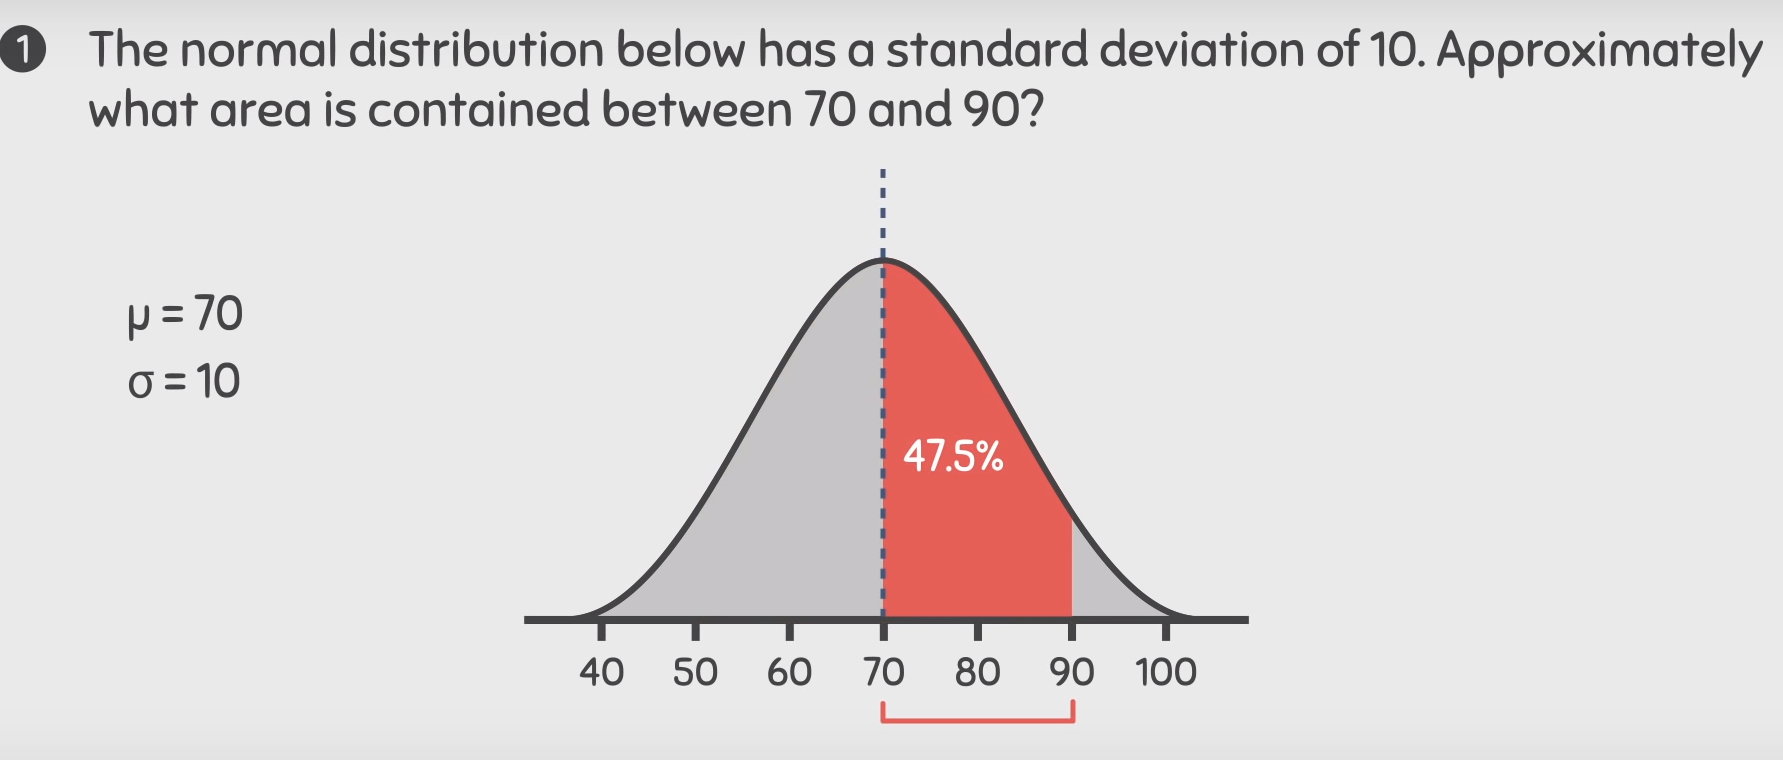 1 The normal distribution below has a standard deviation of 10. Approximately
what area is contained between 70 and 90?
μ = 70
σ = 10
47.5%
40 50 60 70 80 90 100